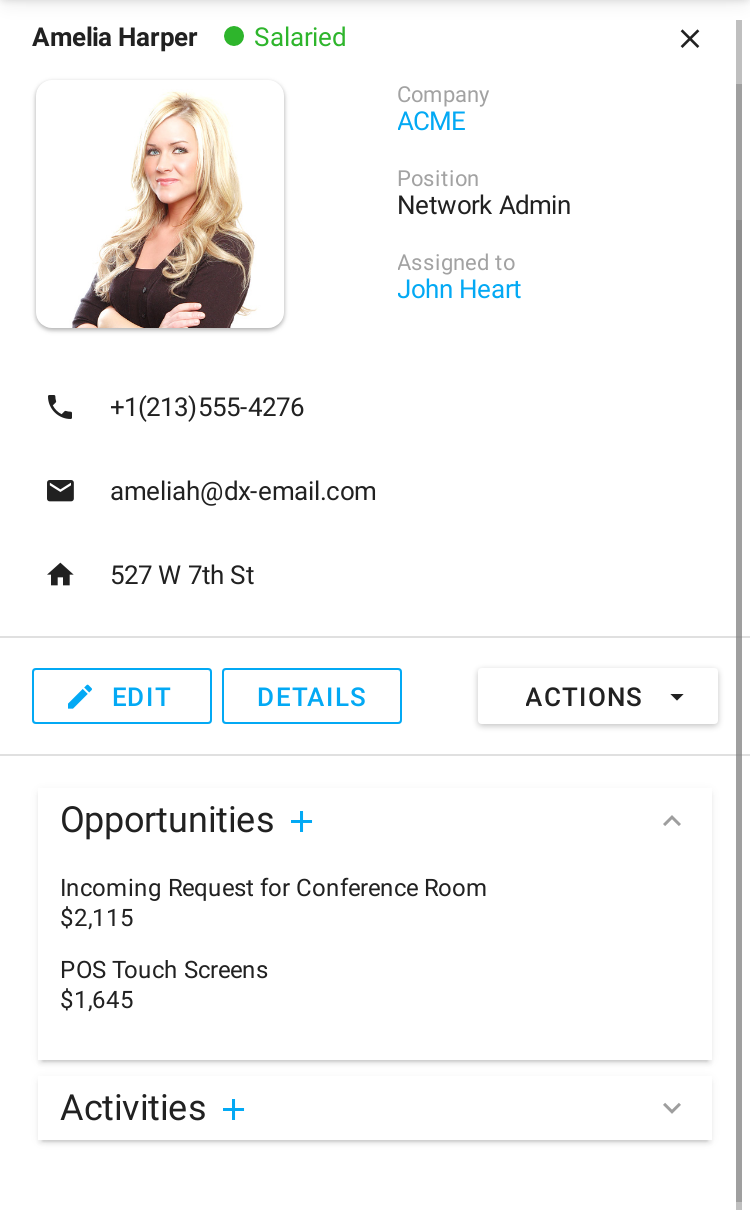 Amelia Harper Salaried
Company
ACME
Position
Network Admin
Assigned to
John Heart
+1(213)555-4276
ameliah@dx-email.com
527 W 7th St
EDIT DETAILS ACTIONS
Opportunities +
Incoming Request for Conference Room
$2,115
POS Touch Screens
$1,645
Activities +